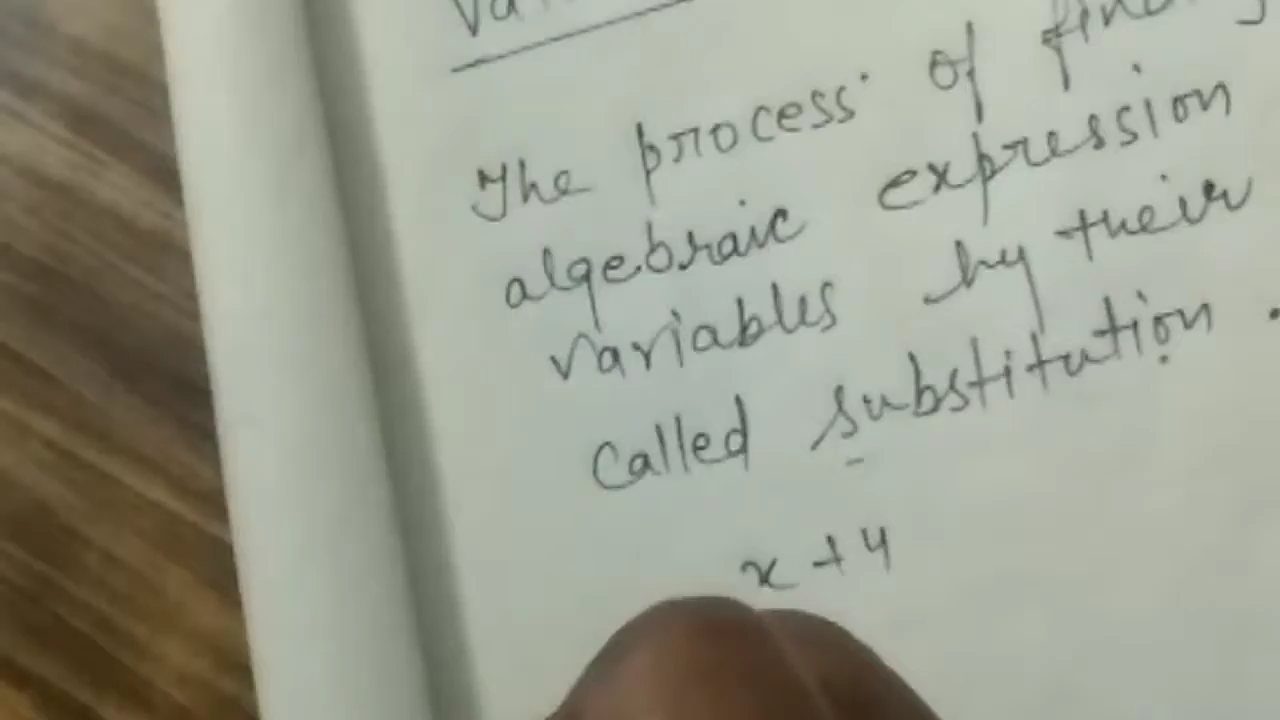 The process of
algebraic expression
variables by their
called substitution.
x + 4